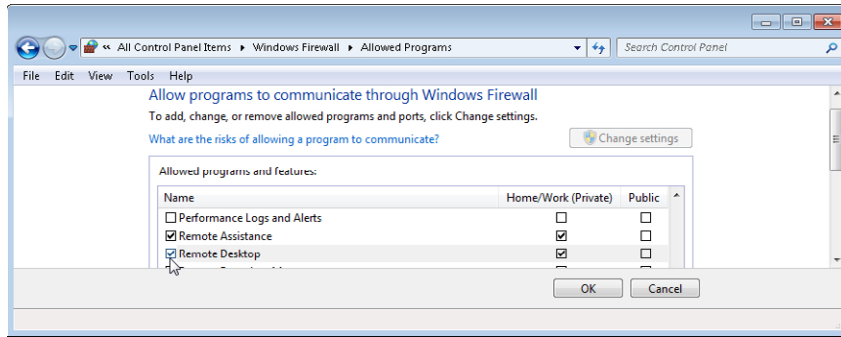 « All Control Panel Items ▸ Windows Firewall ▸ Allowed Programs Search Control Panel
File Edit View Tools Help
Allow programs to communicate through Windows Firewall
To add, change, or remove allowed programs and ports, click Change settings.
What are the risks of allowing a program to communicate? Change settings
Allowed programs and features:
Name Home/Work (Private) Public
Performance Logs and Alerts
Remote Assistance
Remote Desktop
OK Cancel